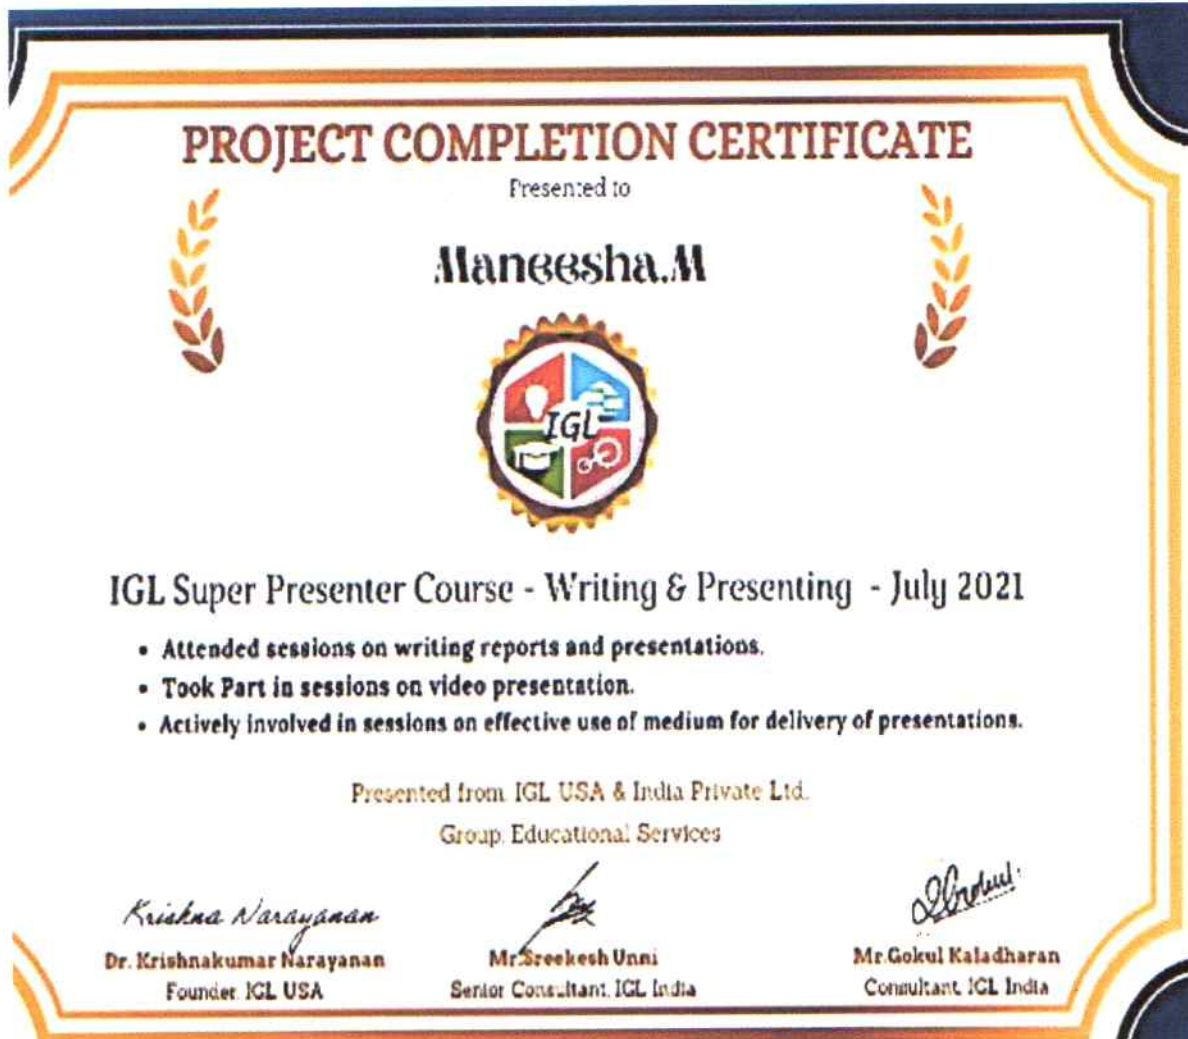 PROJECT COMPLETION CERTIFICATE
Presented to
Maneesha.M
IGL
IGL Super Presenter Course - Writing & Presenting - July 2021
• Attended sessions on writing reports and presentations.
• Took Part in sessions on video presentation.
• Actively involved in sessions on effective use of medium for delivery of presentations.
Presented from IGL USA & India Private Ltd.
Group, Educational Services
Krishna Narayanan
Dr. Krishnakumar Narayanan Mr.Sreekesh Unni Mr.Gokul Kaladharan
Founder, IGL USA Senior Consultant, IGL India Consultant, IGL India